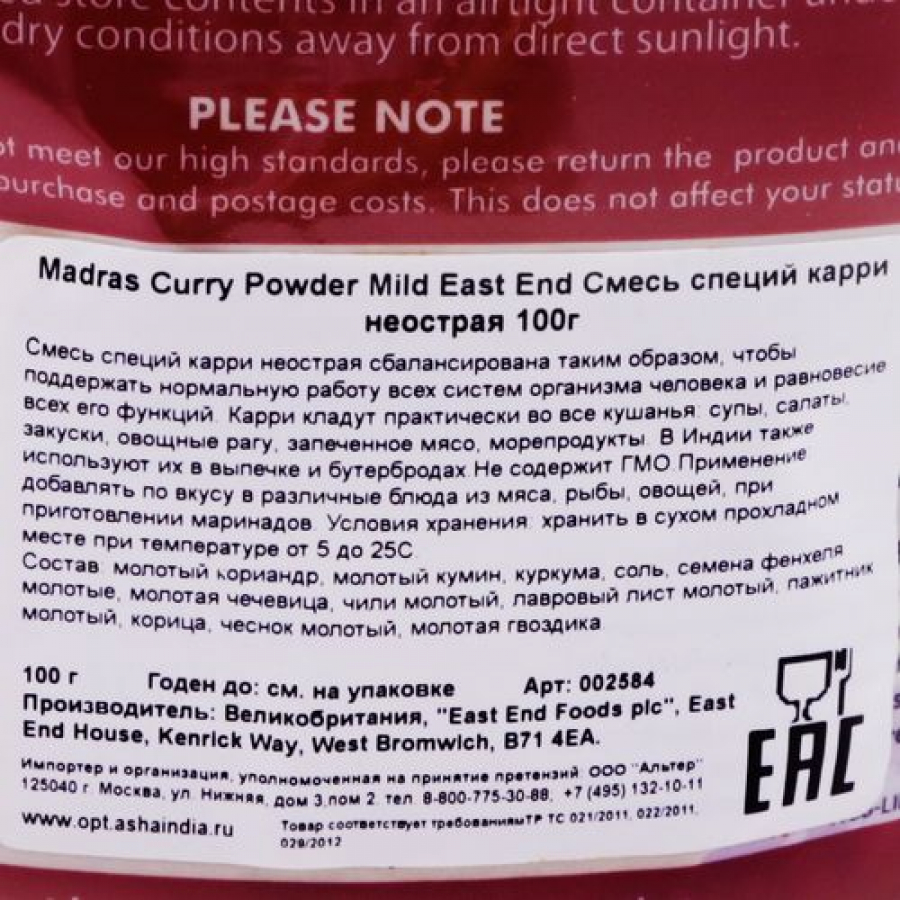 store contents in an airtight container
dry conditions away from direct sunlight.
PLEASE NOTE
meet our high standards, please return the product
purchase and postage costs. This does not affect your
Madras Curry Powder Mild East End Смесь специй карри
неострая 100г
Смесь специй карри неострая сбалансирована таким образом, чтобы
поддержать нормальную работу всех систем организма человека и равновесие
всех его функций. Карри кладут практически во все кушанья: супы, салаты,
закуски, овощные рагу, запеченное мясо, морепродукты. В Индии также
используют их в выпечке и бутербродах.Не содержит ГМО.Применение
добавлять по вкусу в различные блюда из мяса, рыбы, овощей, при
приготовлении маринадов. Условия хранения: хранить в сухом прохладном
месте при температуре от 5 до 25С.
Состав: молотый кориандр, молотый кумин, куркума, соль, семена фенхеля
молотые, молотая чечевица, чили молотый, лавровый лист молотый, пажитник
молотый, корица, чеснок молотый, молотая гвоздика
100 г Годен до: см. на упаковке Арт: 002584
Производитель: Великобритания, "East End Foods plc", East
End House, Kenrick Way, West Bromwich, B71 4EA.
Импортер и организация, уполномоченная на принятие претензий: ООО "Альтер"
125040 г. Москва, ул. Нижняя, дом 3,пом 2. тел. 8-800-775-30-88, +7 (495) 132-10-11
www.opt.ashaindia.ru
Товар соответствует требованиямТР ТС 021/2011, 022/2011,
029/2012
EAC